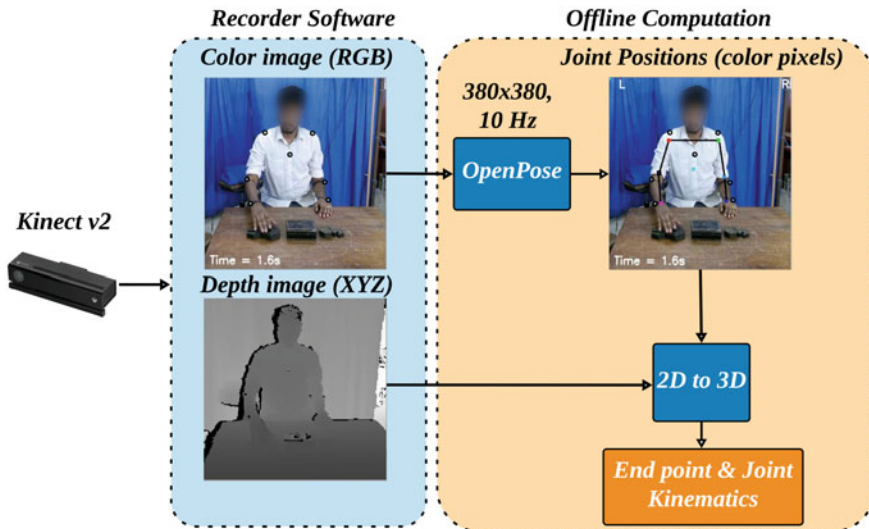 Recorder Software
Offline Computation
Color image (RGB)
Joint Positions (color pixels)
380x380,
10 Hz
L
R
OpenPose
Kinect v2
Time = 1.6s
Time = 1.6s
Depth image (XYZ)
2D to 3D
End point & Joint
Kinematics